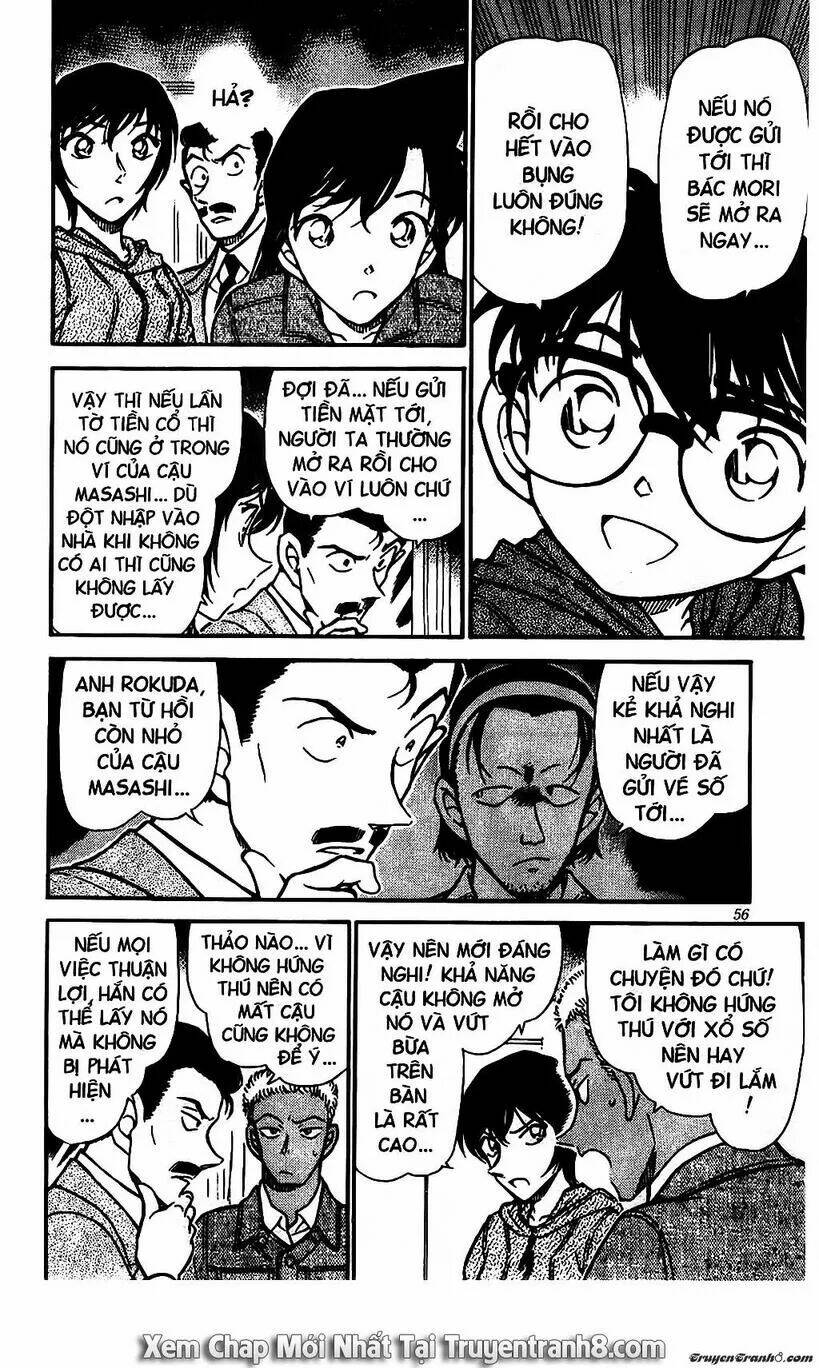 NẾU NÓ
ĐƯỢC GỬI
TỚI THÌ
BÁC MORI
SẼ MỞ RA
NGAY...
RỒI CHO
HẾT VÀO
BỤNG
LUÔN ĐÚNG
KHÔNG!
HẢ?
ĐỢI ĐÃ... NẾU GỬI
TIỀN MẶT TỚI,
NGƯỜI TA THƯỜNG
MỞ RA RỒI CHO
VÀO VÍ LUÔN CHỨ
...
VẬY THÌ NẾU LẤN
TỜ TIỀN CỔ THÌ
NÓ CŨNG Ở TRONG
VÍ CỦA CẬU
MASASHI... DÙ
ĐỘT NHẬP VÀO
NHÀ KHI KHÔNG
CÓ AI THÌ CŨNG
KHÔNG LẤY
ĐƯỢC...
NẾU VẬY
KẺ KHẢ NGHI
NHẤT LÀ
NGƯỜI ĐÃ
GỬI VÉ SỐ
TỚI...
ANH ROKUDA,
BẠN TỪ HỒI
CÒN NHỎ
CỦA CẬU
MASASHI...
56
LÀM GÌ CÓ
CHUYỆN ĐÓ CHỨ!
TÔI KHÔNG HỨNG
THÚ VỚI XỔ SỐ
NÊN HAY
VỨT ĐI LẮM
!
VẬY NÊN MỚI ĐÁNG
NGHI! KHẢ NĂNG
CẬU KHÔNG MỞ
NÓ VÀ VỨT
BỪA
TRÊN
BÀN
LÀ RẤT
CAO...
THẢO NÀO... VÌ
KHÔNG HỨNG
THÚ NÊN CÓ
MẤT CẬU
CŨNG KHÔNG
ĐỂ Ý...
NẾU MỌI
VIỆC THUẬN
LỢI, HẮN CÓ
THỂ LẤY NÓ
MÀ KHÔNG
BỊ PHÁT
HIỆN
...
Xem Chap Mới Nhất Tại Truyentranh8.com
TruyenTranh8.com